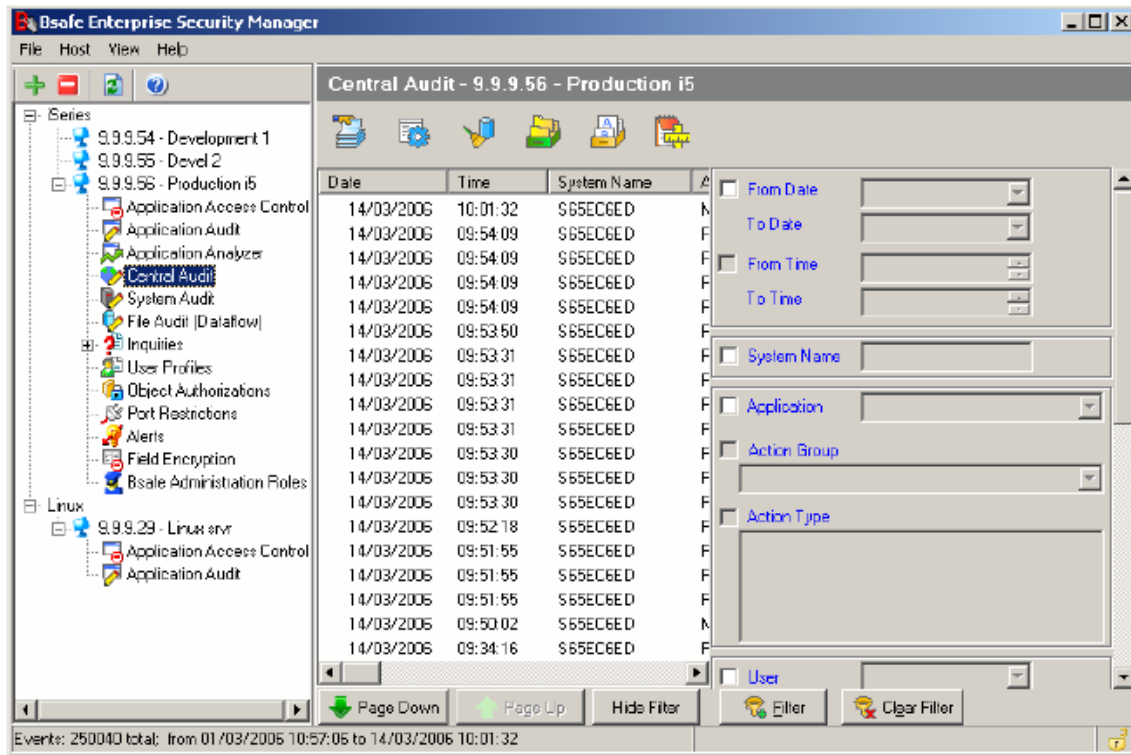 Bsafe Enterprise Security Manager
File Host View Help
iSeries
9.9.9.54 - Development 1
9.9.9.55 - Devel 2
9.9.9.56 - Production i5
Application Access Control
Application Audit
Application Analyzer
Central Audit
System Audit
File Audit (Dataflow)
Inquiries
User Profiles
Object Authorizations
Port Restrictions
Alerts
Field Encryption
Bsafe Administration Roles
Linux
9.9.9.29 - Linux srvr
Application Access Control
Application Audit
Central Audit - 9.9.9.56 - Production i5
Date Time System Name A
14/03/2006 10:01:32 S65EC6ED N
14/03/2006 09:54:09 S65EC6ED F
14/03/2006 09:54:09 S65EC6ED F
14/03/2006 09:54:09 S65EC6ED F
14/03/2006 09:54:09 S65EC6ED F
14/03/2006 09:53:50 S65EC6ED F
14/03/2006 09:53:31 S65EC6ED F
14/03/2006 09:53:31 S65EC6ED F
14/03/2006 09:53:31 S65EC6ED F
14/03/2006 09:53:31 S65EC6ED F
14/03/2006 09:53:30 S65EC6ED F
14/03/2006 09:53:30 S65EC6ED F
14/03/2006 09:53:30 S65EC6ED F
14/03/2006 09:52:18 S65EC6ED F
14/03/2006 09:51:55 S65EC6ED F
14/03/2006 09:51:55 S65EC6ED F
14/03/2006 09:51:55 S65EC6ED F
14/03/2006 09:50:02 S65EC6ED N
14/03/2006 09:34:16 S65EC6ED F
From Date
To Date
From Time
To Time
System Name
Application
Action Group
Action Type
User
Page Down Page Up Hide Filter Filter Clear Filter
Events: 250040 total; from 01/03/2006 10:57:06 to 14/03/2006 10:01:32